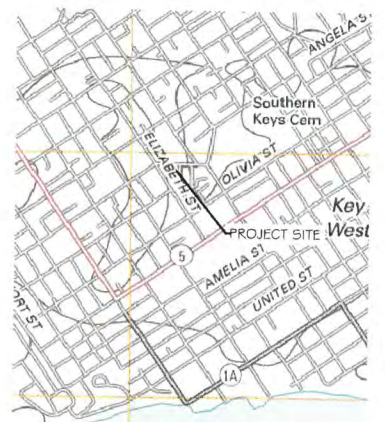 ANGELA ST
Southern
Keys Cem
ELIZABETH ST
OLIVIA ST
Key
West
PROJECT SITE
5
AMELIA ST
UNITED ST
ORT ST
1A